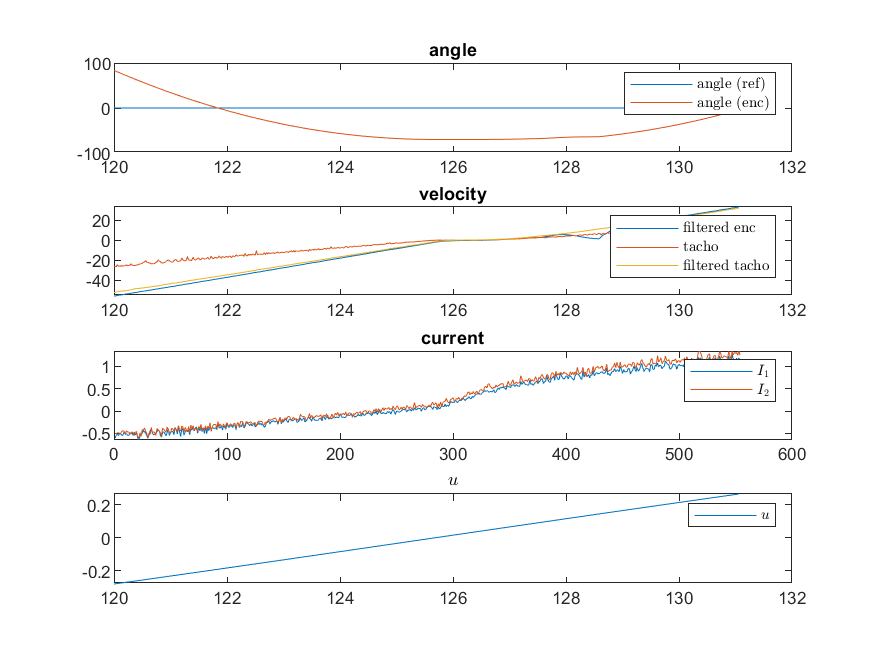 angle
100
0
-100
120 122 124 126 128 130 132
angle (ref)
angle (enc)
velocity
20
0
-20
-40
120 122 124 126 128 130 132
filtered enc
tacho
filtered tacho
current
1
0.5
0
-0.5
0 100 200 300 400 500 600
I₁
I₂
u
0.2
0
-0.2
120 122 124 126 128 130 132
u